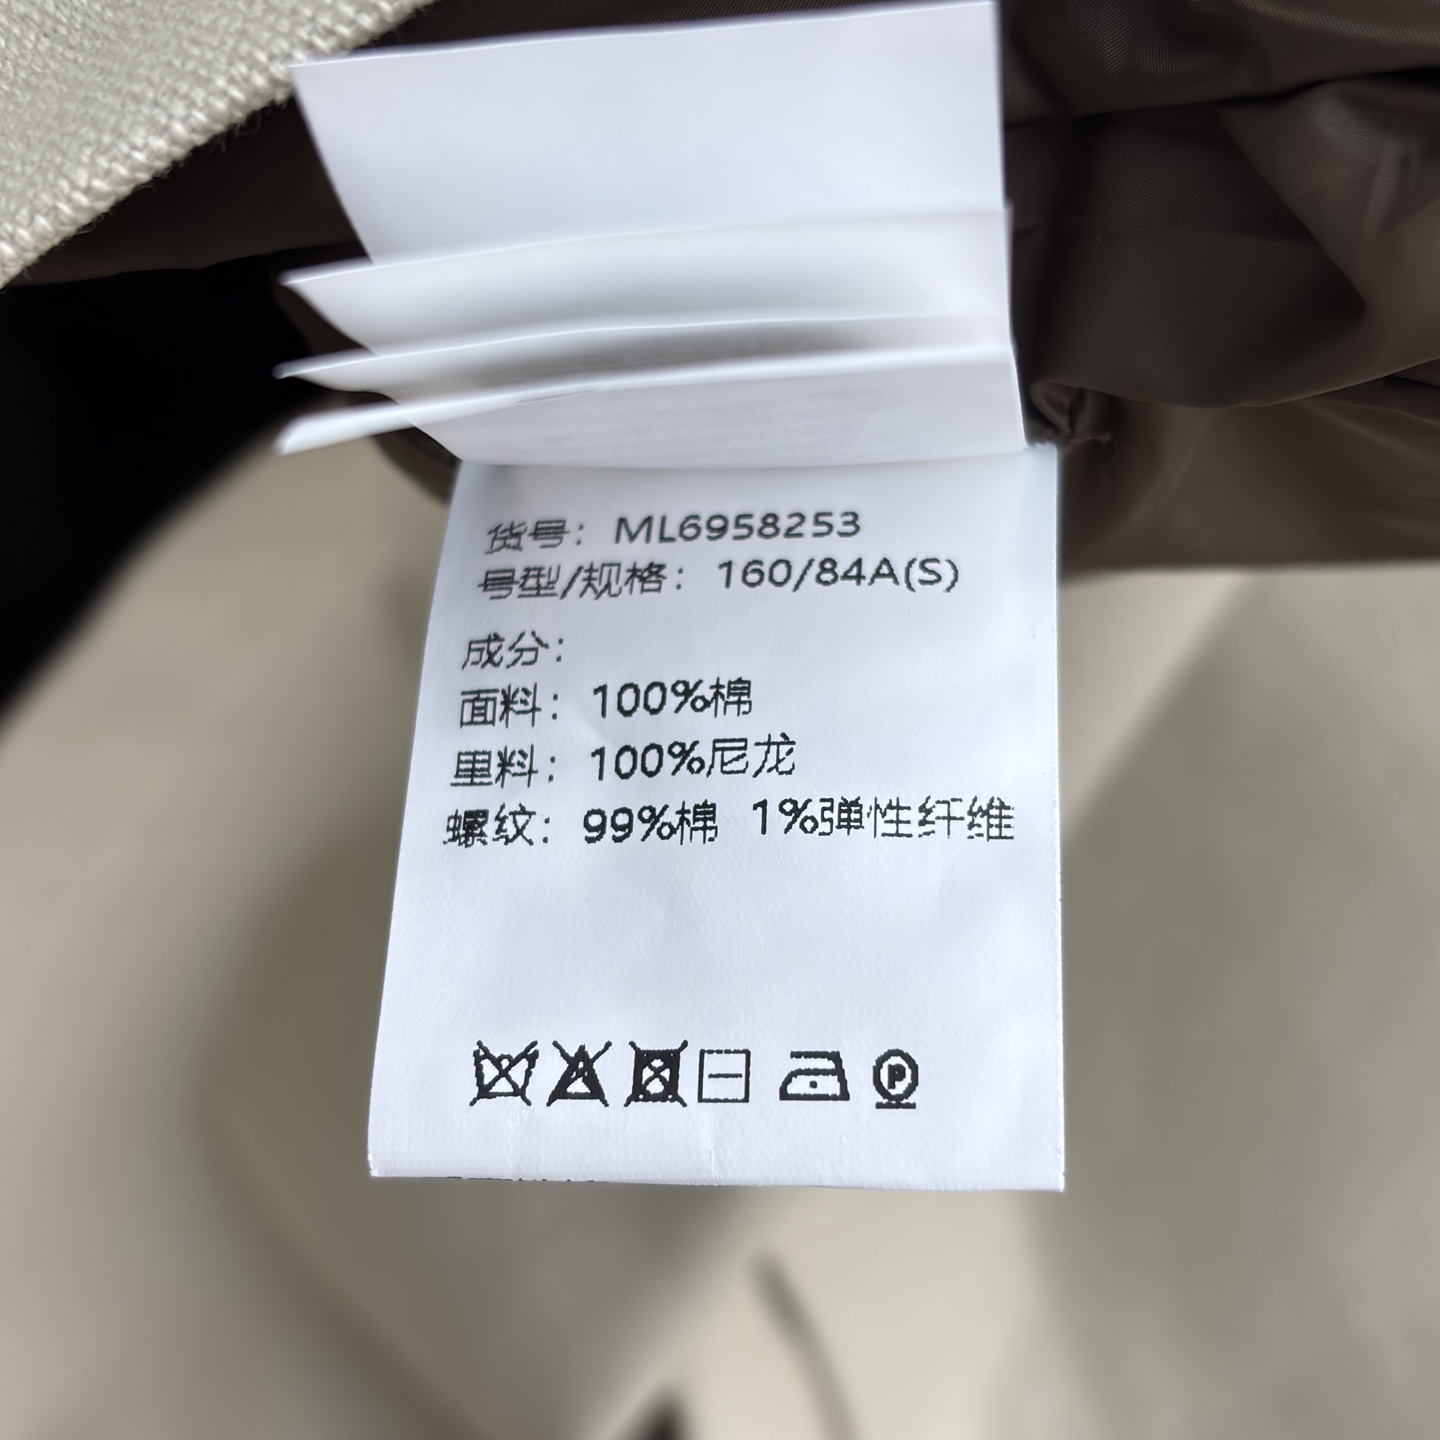 货号：ML6958253
号型/规格：160/84A(S)
成分：
面料：100%棉
里料：100%尼龙
螺纹：99%棉 1%弹性纤维
P